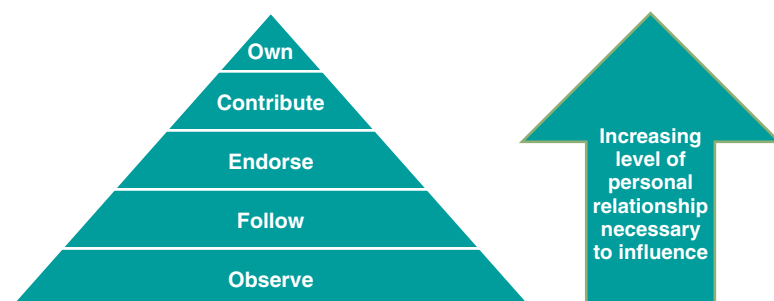 Own
Contribute
Endorse
Follow
Observe
Increasing
level of
personal
relationship
necessary
to influence